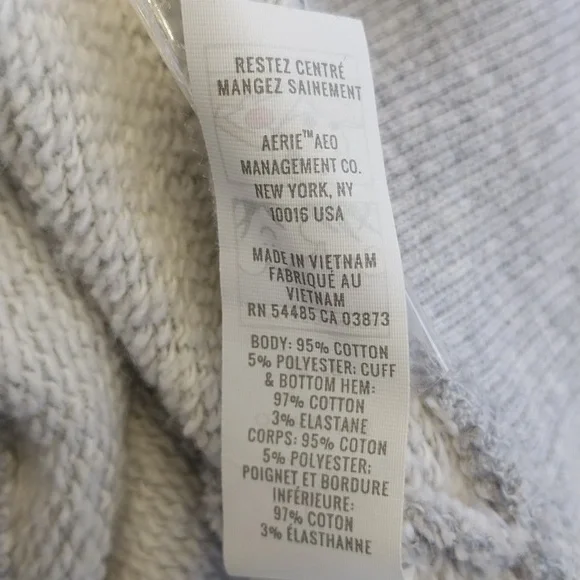 RESTEZ CENTRÉ
MANGEZ SAINEMENT
AERIE™AEO
MANAGEMENT CO.
NEW YORK, NY
10016 USA
MADE IN VIETNAM
FABRIQUÉ AU
VIETNAM
RN 54485 CA 03873
BODY: 95% COTTON
5% POLYESTER: CUFF
& BOTTOM HEM:
97% COTTON
3% ELASTANE
CORPS: 95% COTON
5% POLYESTER;
POIGNET ET BORDURE
INFÉRIEURE:
97% COTON
3% ÉLASTHANNE